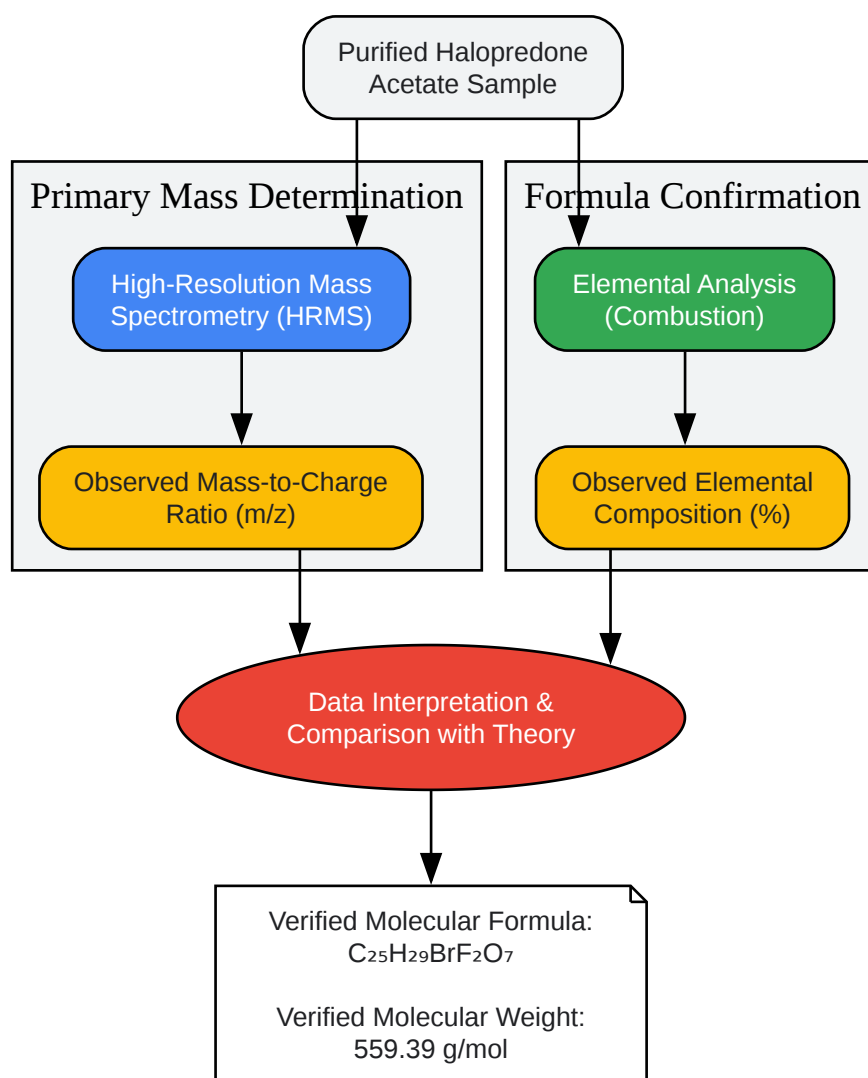 Purified Halopredone
Acetate Sample
Primary Mass Determination
Formula Confirmation
High-Resolution Mass
Spectrometry (HRMS)
Elemental Analysis
(Combustion)
Observed Mass-to-Charge
Ratio (m/z)
Observed Elemental
Composition (%)
Data Interpretation &
Comparison with Theory
Verified Molecular Formula:
C₂₅H₂₉BrF₂O₇
Verified Molecular Weight:
559.39 g/mol